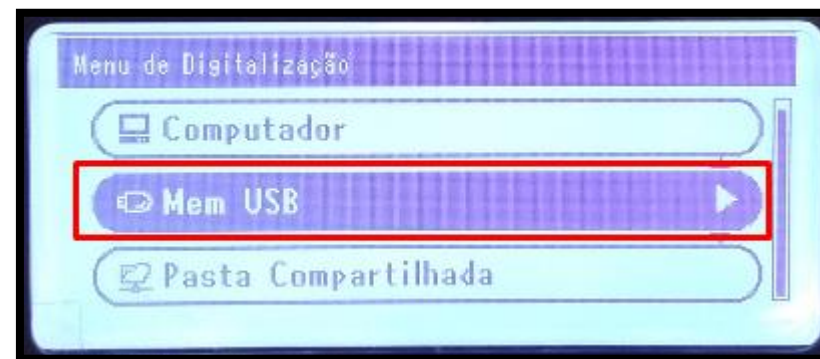 Menu de Digitalização
Computador
Mem USB
Pasta Compartilhada